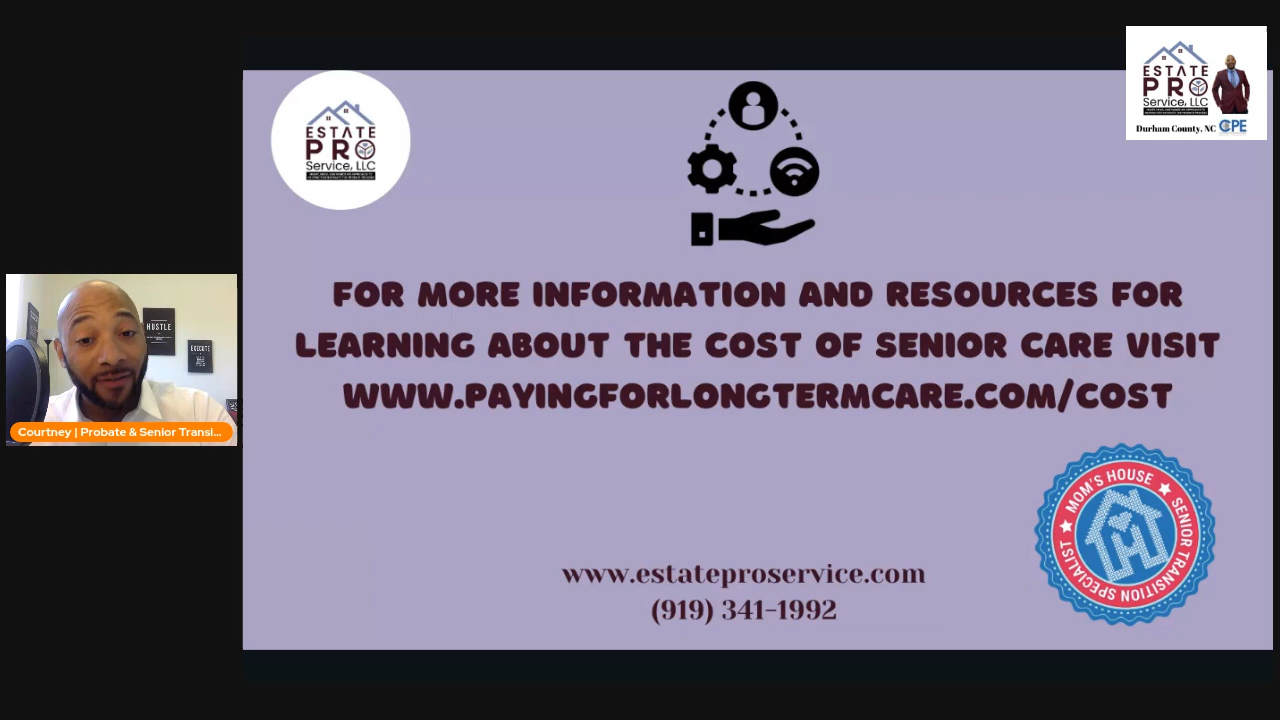 ESTATE
PRO
Service, LLC
ESTATE
PRO
Service, LLC
Durham County, NC
CPE
FOR MORE INFORMATION AND RESOURCES FOR
LEARNING ABOUT THE COST OF SENIOR CARE VISIT
WWW.PAYINGFORLONGTERMCARE.COM/COST
HUSTLE
EXECUTE
Courtney | Probate & Senior Transi...
MOM'S HOUSE
SENIOR TRANSITION SPECIALIST
www.estateproservice.com
(919) 341-1992